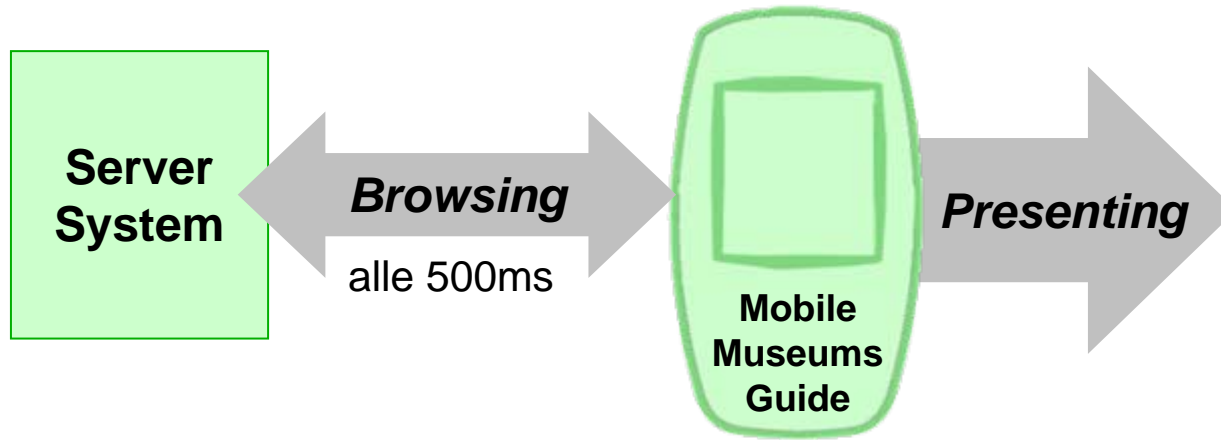 Server
System
Browsing
alle 500ms
Mobile
Museums
Guide
Presenting